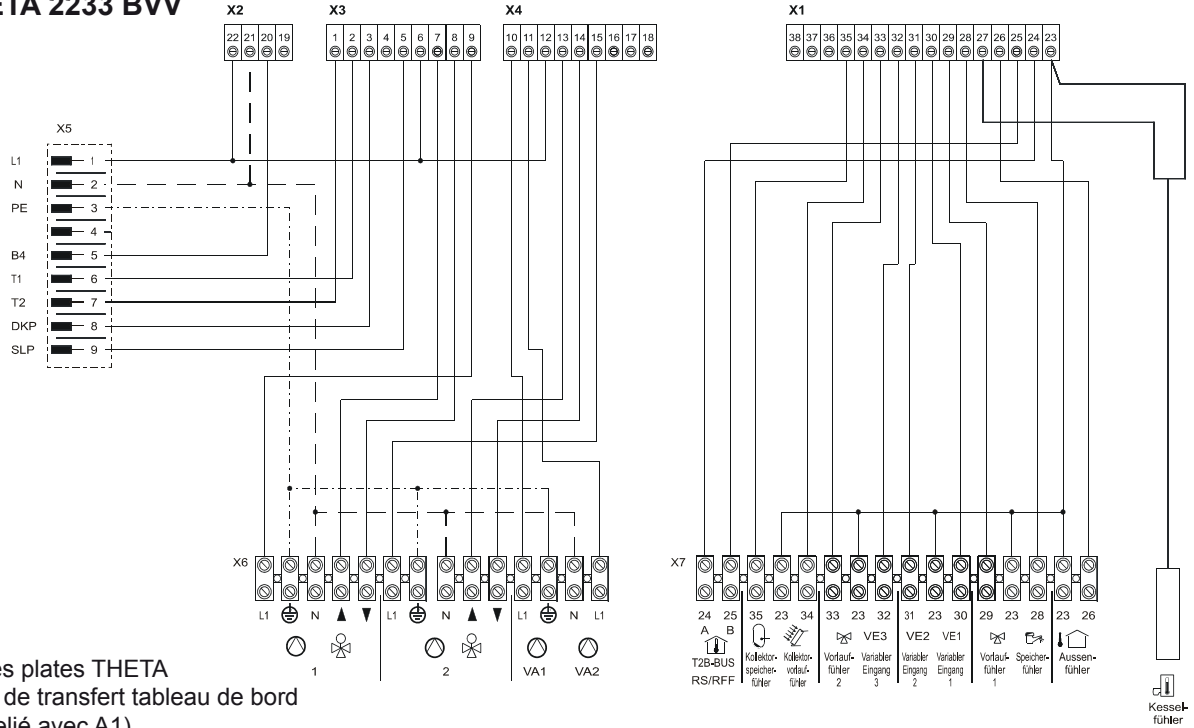 ETA 2233 BVV
X2 X3 X4 X1
22 21 20 19 1 2 3 4 5 6 7 8 9 10 11 12 13 14 15 16 17 18 38 37 36 35 34 33 32 31 30 29 28 27 26 25 24 23
X5
L1 1
N 2
PE 3
4
B4 5
T1 6
T2 7
DKP 8
SLP 9
X6 X7
L1 N ▲ ▼ L1 N ▲ ▼ L1 N L1
24 25 35 23 34 33 23 32 31 23 30 29 23 28 23 26
A B VE3 VE2 VE1
1 2 VA1 VA2
T2B-BUS Kollektor- Kollektor- Vorlauf- Variabler Variabler Variabler Vorlauf- Speicher- Aussen-
RS/RFF speicher- vorlauf- fühler Eingang Eingang Eingang fühler fühler fühler
fühler fühler 2 3 2 1 1
es plates THETA
de transfert tableau de bord
elié avec A1)
Kessel-
fühler